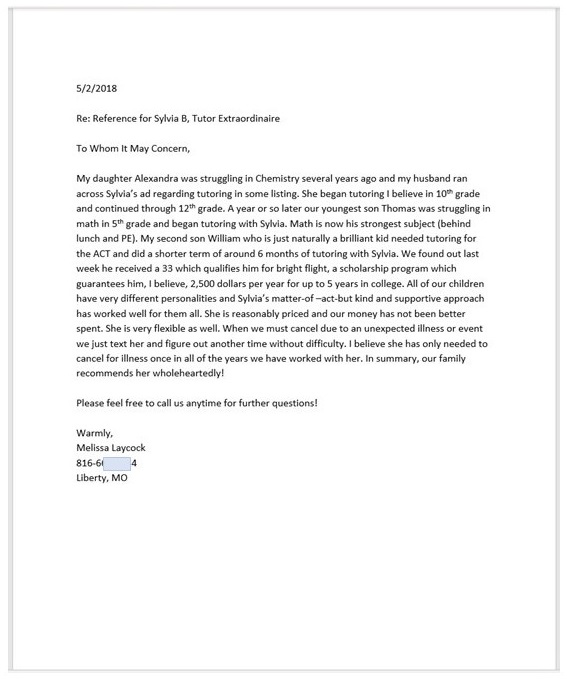 5/2/2018
Re: Reference for Sylvia B, Tutor Extraordinaire
To Whom It May Concern,
My daughter Alexandra was struggling in Chemistry several years ago and my husband ran
across Sylvia's ad regarding tutoring in some listing. She began tutoring I believe in 10th grade
and continued through 12th grade. A year or so later our youngest son Thomas was struggling in
math in 5th grade and began tutoring with Sylvia. Math is now his strongest subject (behind
lunch and PE). My second son William who is just naturally a brilliant kid needed tutoring for
the ACT and did a shorter term of around 6 months of tutoring with Sylvia. We found out last
week he received a 33 which qualifies him for bright flight, a scholarship program which
guarantees him, I believe, 2,500 dollars per year for up to 5 years in college. All of our children
have very different personalities and Sylvia's matter-of –act-but kind and supportive approach
has worked well for them all. She is reasonably priced and our money has not been better
spent. She is very flexible as well. When we must cancel due to an unexpected illness or event
we just text her and figure out another time without difficulty. I believe she has only needed to
cancel for illness once in all of the years we have worked with her. In summary, our family
recommends her wholeheartedly!
Please feel free to call us anytime for further questions!
Warmly,
Melissa Laycock
816-6 4
Liberty, MO